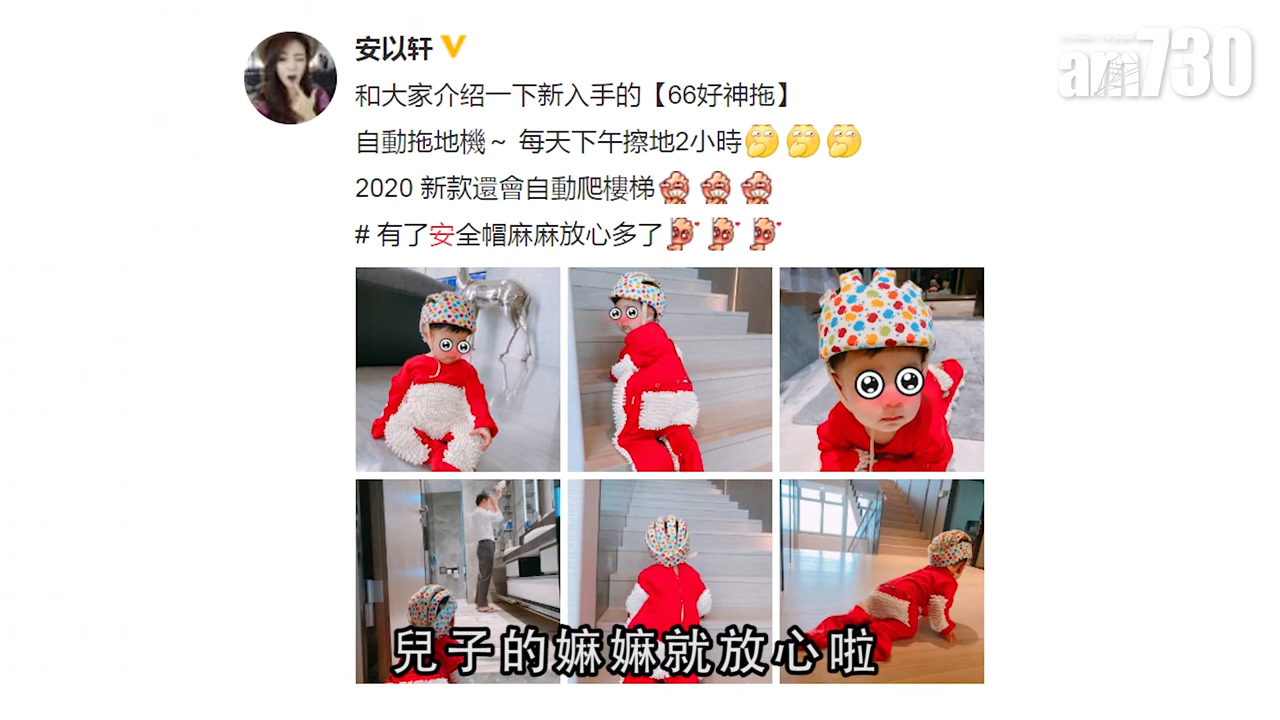 安以轩
和大家介绍一下新入手的【66好神拖】
自動拖地機～ 每天下午擦地2小時
2020 新款還會自動爬樓梯
# 有了安全帽麻麻放心多了
am730
兒子的嫲嫲就放心啦